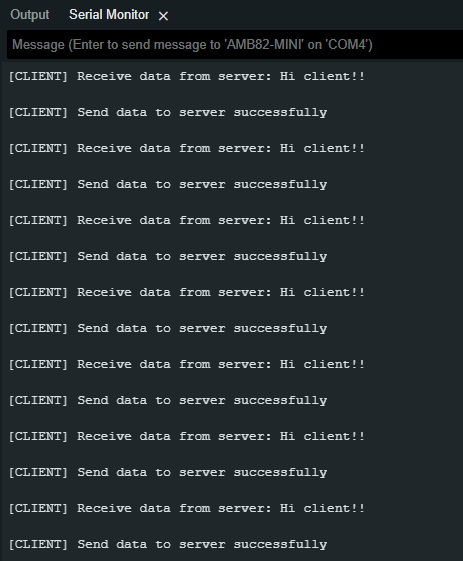 Output Serial Monitor ×
Message (Enter to send message to 'AMB82-MINI' on 'COM4')
[CLIENT] Receive data from server: Hi client!!
[CLIENT] Send data to server successfully
[CLIENT] Receive data from server: Hi client!!
[CLIENT] Send data to server successfully
[CLIENT] Receive data from server: Hi client!!
[CLIENT] Send data to server successfully
[CLIENT] Receive data from server: Hi client!!
[CLIENT] Send data to server successfully
[CLIENT] Receive data from server: Hi client!!
[CLIENT] Send data to server successfully
[CLIENT] Receive data from server: Hi client!!
[CLIENT] Send data to server successfully
[CLIENT] Receive data from server: Hi client!!
[CLIENT] Send data to server successfully